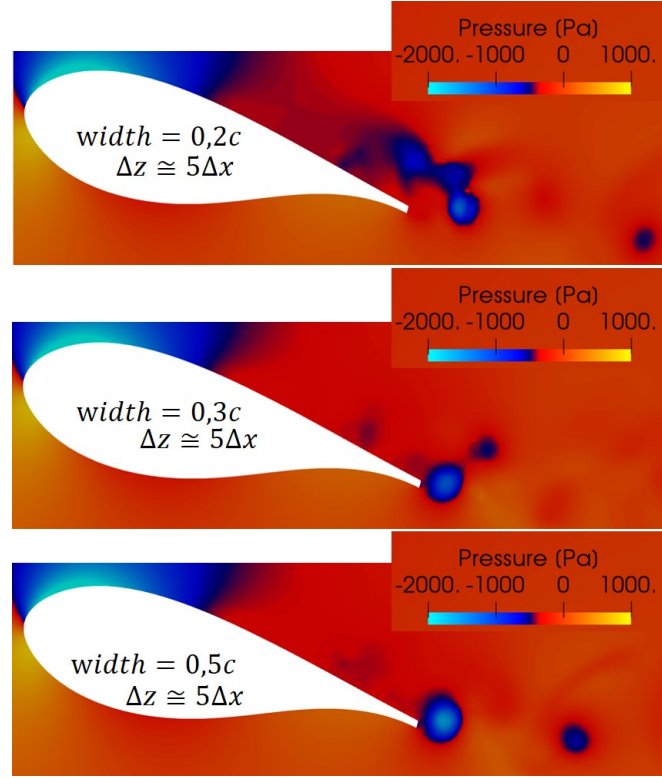 Pressure (Pa)
-2000. -1000 0 1000.
width = 0,2c
Δz ≅ 5Δx
Pressure (Pa)
-2000. -1000 0 1000.
width = 0,3c
Δz ≅ 5Δx
Pressure (Pa)
-2000. -1000 0 1000.
width = 0,5c
Δz ≅ 5Δx